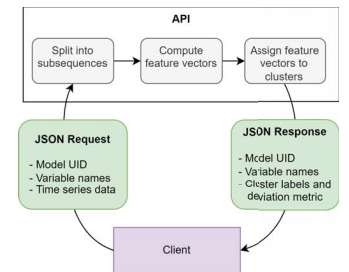 API
Split into
subsequences
Compute
feature vectors
Assign feature
vectors to
clusters
JSON Request
- Model UID
- Variable names
- Time series data
JSON Response
- Model UID
- Variable names
- Cluster labels and
deviation metric
Client